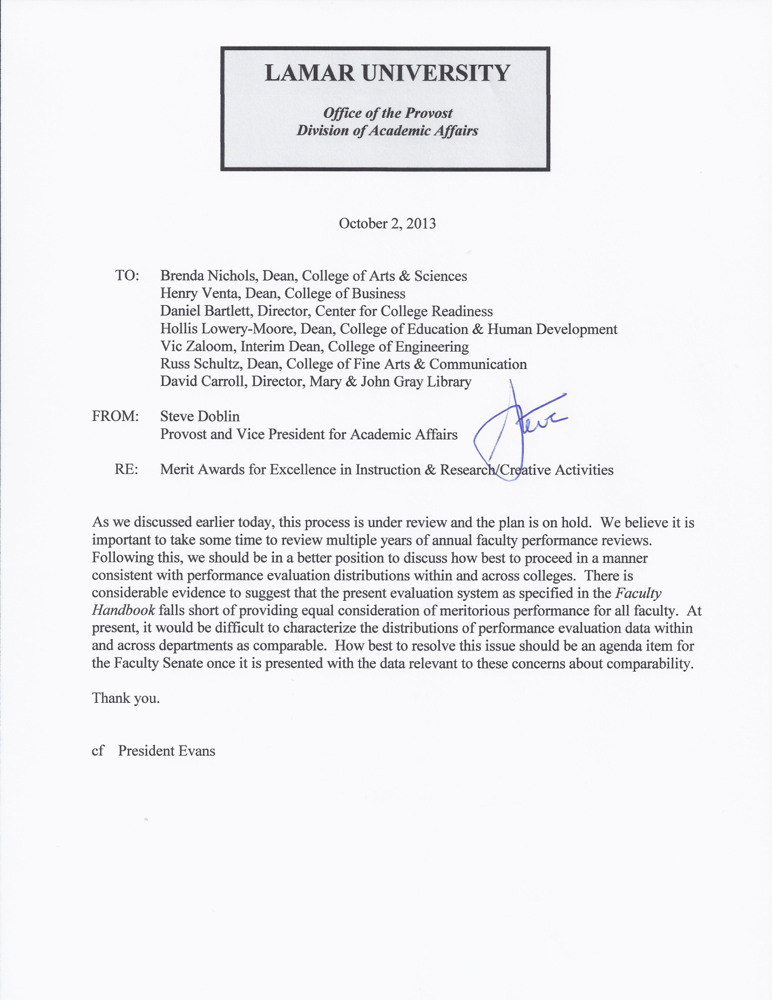 LAMAR UNIVERSITY
Office of the Provost
Division of Academic Affairs
October 2, 2013
TO: Brenda Nichols, Dean, College of Arts & Sciences
Henry Venta, Dean, College of Business
Daniel Bartlett, Director, Center for College Readiness
Hollis Lowery-Moore, Dean, College of Education & Human Development
Vic Zaloom, Interim Dean, College of Engineering
Russ Schultz, Dean, College of Fine Arts & Communication
David Carroll, Director, Mary & John Gray Library
FROM: Steve Doblin
Steve
Provost and Vice President for Academic Affairs
RE: Merit Awards for Excellence in Instruction & Research/Creative Activities
As we discussed earlier today, this process is under review and the plan is on hold. We believe it is
important to take some time to review multiple years of annual faculty performance reviews.
Following this, we should be in a better position to discuss how best to proceed in a manner
consistent with performance evaluation distributions within and across colleges. There is
considerable evidence to suggest that the present evaluation system as specified in the Faculty
Handbook falls short of providing equal consideration of meritorious performance for all faculty. At
present, it would be difficult to characterize the distributions of performance evaluation data within
and across departments as comparable. How best to resolve this issue should be an agenda item for
the Faculty Senate once it is presented with the data relevant to these concerns about comparability.
Thank you.
cf President Evans